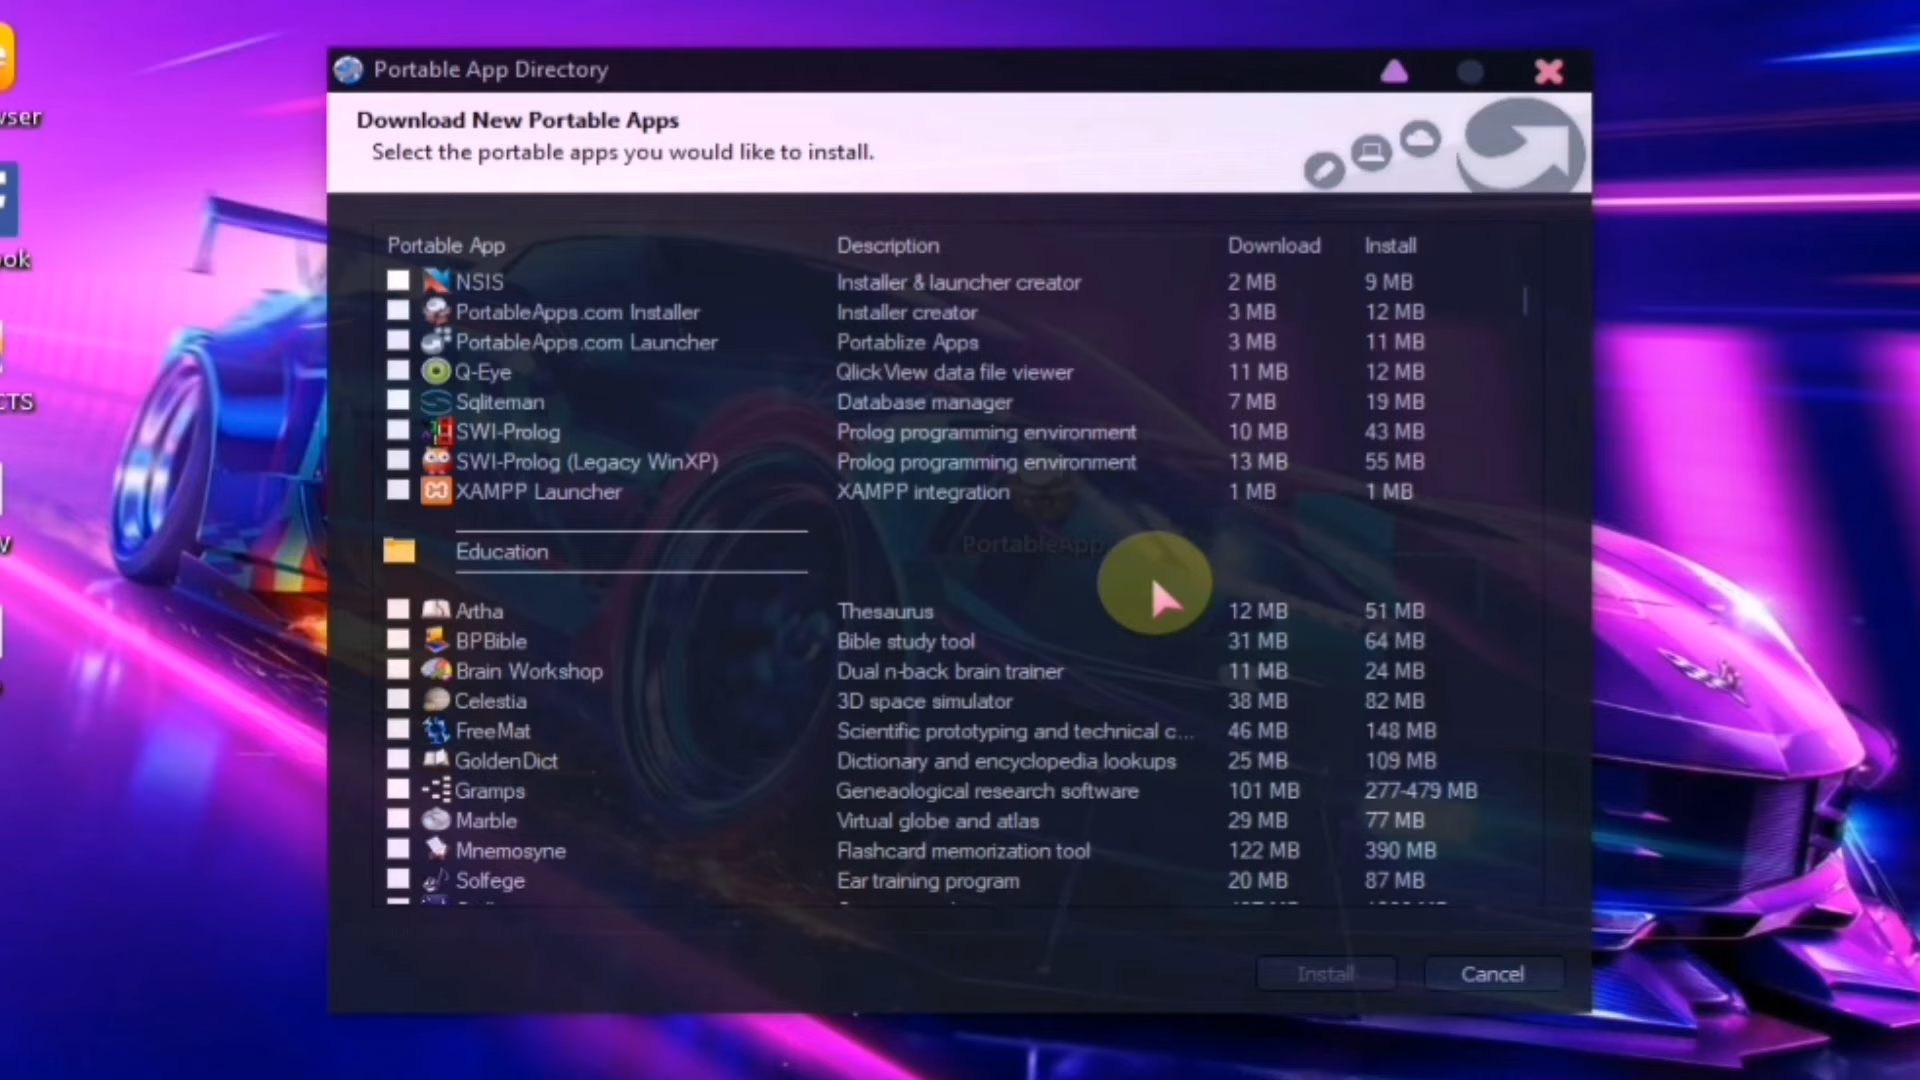 Portable App Directory
Download New Portable Apps
Select the portable apps you would like to install.
Portable App Description Download Install
NSIS Installer & launcher creator 2 MB 9 MB
PortableApps.com Installer Installer creator 3 MB 12 MB
PortableApps.com Launcher Portablize Apps 3 MB 11 MB
Q-Eye QlickView data file viewer 11 MB 12 MB
Sqliteman Database manager 7 MB 19 MB
SWI-Prolog Prolog programming environment 10 MB 43 MB
SWI-Prolog (Legacy WinXP) Prolog programming environment 13 MB 55 MB
XAMPP Launcher XAMPP integration 1 MB 1 MB
Education
Artha Thesaurus 12 MB 51 MB
BPBible Bible study tool 31 MB 64 MB
Brain Workshop Dual n-back brain trainer 11 MB 24 MB
Celestia 3D space simulator 38 MB 82 MB
FreeMat Scientific prototyping and technical c... 46 MB 148 MB
GoldenDict Dictionary and encyclopedia lookups 25 MB 109 MB
Gramps Geneaological research software 101 MB 277-479 MB
Marble Virtual globe and atlas 29 MB 77 MB
Mnemosyne Flashcard memorization tool 122 MB 390 MB
Solfege Ear training program 20 MB 87 MB
Install Cancel